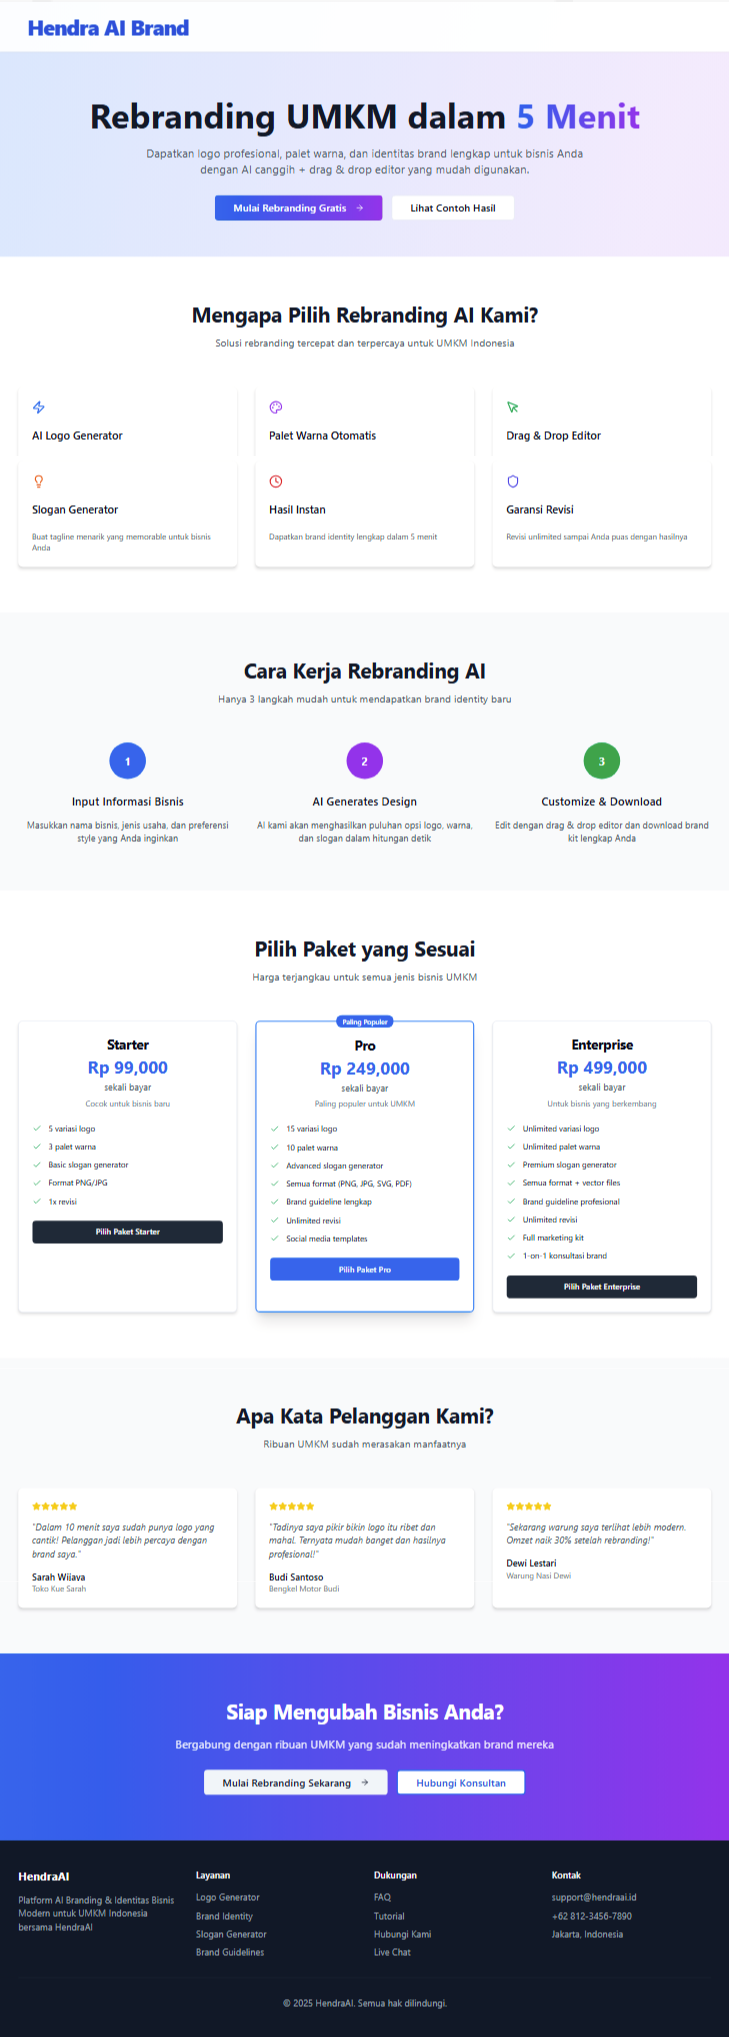 Hendra AI Brand
Rebranding UMKM dalam 5 Menit
Dapatkan logo profesional, palet warna, dan identitas brand lengkap untuk bisnis Anda
dengan AI canggih + drag & drop editor yang mudah digunakan.
Mulai Rebranding Gratis →
Lihat Contoh Hasil
Mengapa Pilih Rebranding AI Kami?
Solusi rebranding tercepat dan terpercaya untuk UMKM Indonesia
AI Logo Generator
Palet Warna Otomatis
Drag & Drop Editor
Slogan Generator
Buat tagline menarik yang memorable untuk bisnis
Anda
Hasil Instan
Dapatkan brand identity lengkap dalam 5 menit
Garansi Revisi
Revisi unlimited sampai Anda puas dengan hasilnya
Cara Kerja Rebranding AI
Hanya 3 langkah mudah untuk mendapatkan brand identity baru
1
Input Informasi Bisnis
Masukkan nama bisnis, jenis usaha, dan preferensi
style yang Anda inginkan
2
AI Generates Design
AI kami akan menghasilkan puluhan opsi logo, warna,
dan slogan dalam hitungan detik
3
Customize & Download
Edit dengan drag & drop editor dan download brand
kit lengkap Anda
Pilih Paket yang Sesuai
Harga terjangkau untuk semua jenis bisnis UMKM
Starter
Rp 99,000
sekali bayar
Cocok untuk bisnis baru
5 variasi logo
3 palet warna
Basic slogan generator
Format PNG/JPG
1x revisi
Pilih Paket Starter
Paling Populer
Pro
Rp 249,000
sekali bayar
Paling populer untuk UMKM
15 variasi logo
10 palet warna
Advanced slogan generator
Semua format (PNG, JPG, SVG, PDF)
Brand guideline lengkap
Unlimited revisi
Social media templates
Pilih Paket Pro
Enterprise
Rp 499,000
sekali bayar
Untuk bisnis yang berkembang
Unlimited variasi logo
Unlimited palet warna
Premium slogan generator
Semua format + vector files
Brand guideline profesional
Unlimited revisi
Full marketing kit
1-on-1 konsultasi brand
Pilih Paket Enterprise
Apa Kata Pelanggan Kami?
Ribuan UMKM sudah merasakan manfaatnya
"Dalam 10 menit saya sudah punya logo yang
cantik! Pelanggan jadi lebih percaya dengan
brand saya."
Sarah Wijaya
Toko Kue Sarah
"Tadinya saya pikir bikin logo itu ribet dan
mahal. Ternyata mudah banget dan hasilnya
profesional!"
Budi Santoso
Bengkel Motor Budi
"Sekarang warung saya terlihat lebih modern.
Omzet naik 30% setelah rebranding!"
Dewi Lestari
Warung Nasi Dewi
Siap Mengubah Bisnis Anda?
Bergabung dengan ribuan UMKM yang sudah meningkatkan brand mereka
Mulai Rebranding Sekarang →
Hubungi Konsultan
HendraAI
Platform AI Branding & Identitas Bisnis
Modern untuk UMKM Indonesia
bersama HendraAI
Layanan
Logo Generator
Brand Identity
Slogan Generator
Brand Guidelines
Dukungan
FAQ
Tutorial
Hubungi Kami
Live Chat
Kontak
support@hendraai.id
+62 812-3456-7890
Jakarta, Indonesia
© 2025 HendraAI. Semua hak dilindungi.